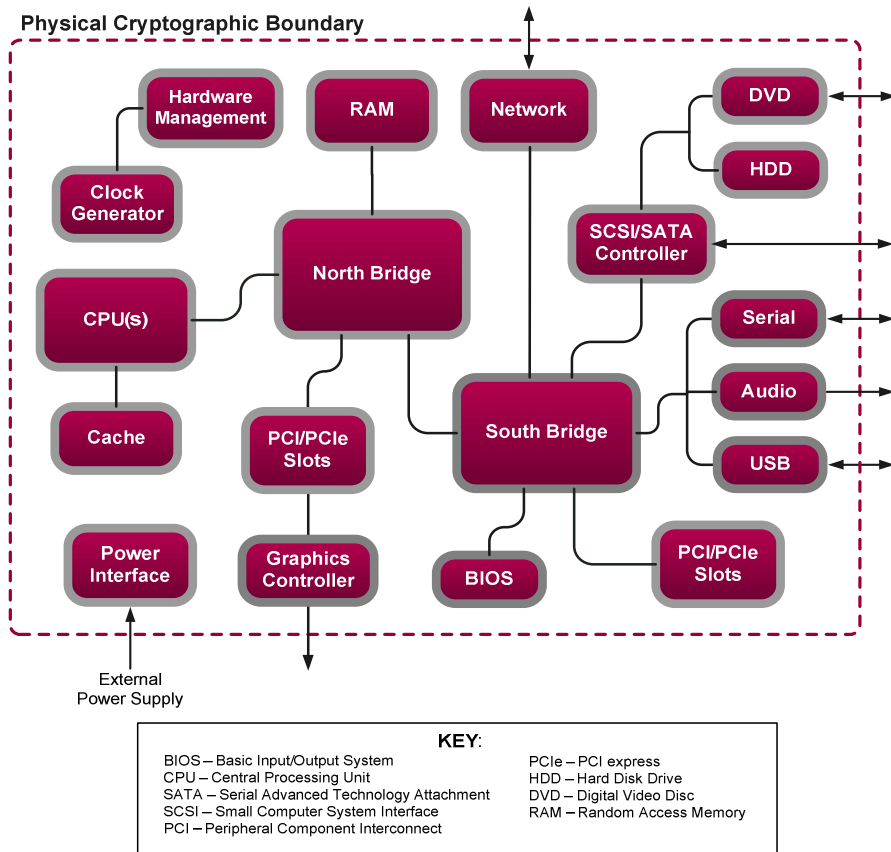 Physical Cryptographic Boundary
Hardware
Management
RAM
Network
DVD
HDD
Clock
Generator
SCSI/SATA
Controller
North Bridge
CPU(s)
Serial
Audio
USB
Cache
PCI/PCIe
Slots
South Bridge
Power
Interface
Graphics
Controller
BIOS
PCI/PCIe
Slots
External
Power Supply
KEY:
BIOS – Basic Input/Output System
CPU – Central Processing Unit
SATA – Serial Advanced Technology Attachment
SCSI – Small Computer System Interface
PCI – Peripheral Component Interconnect
PCIe – PCI express
HDD – Hard Disk Drive
DVD – Digital Video Disc
RAM – Random Access Memory